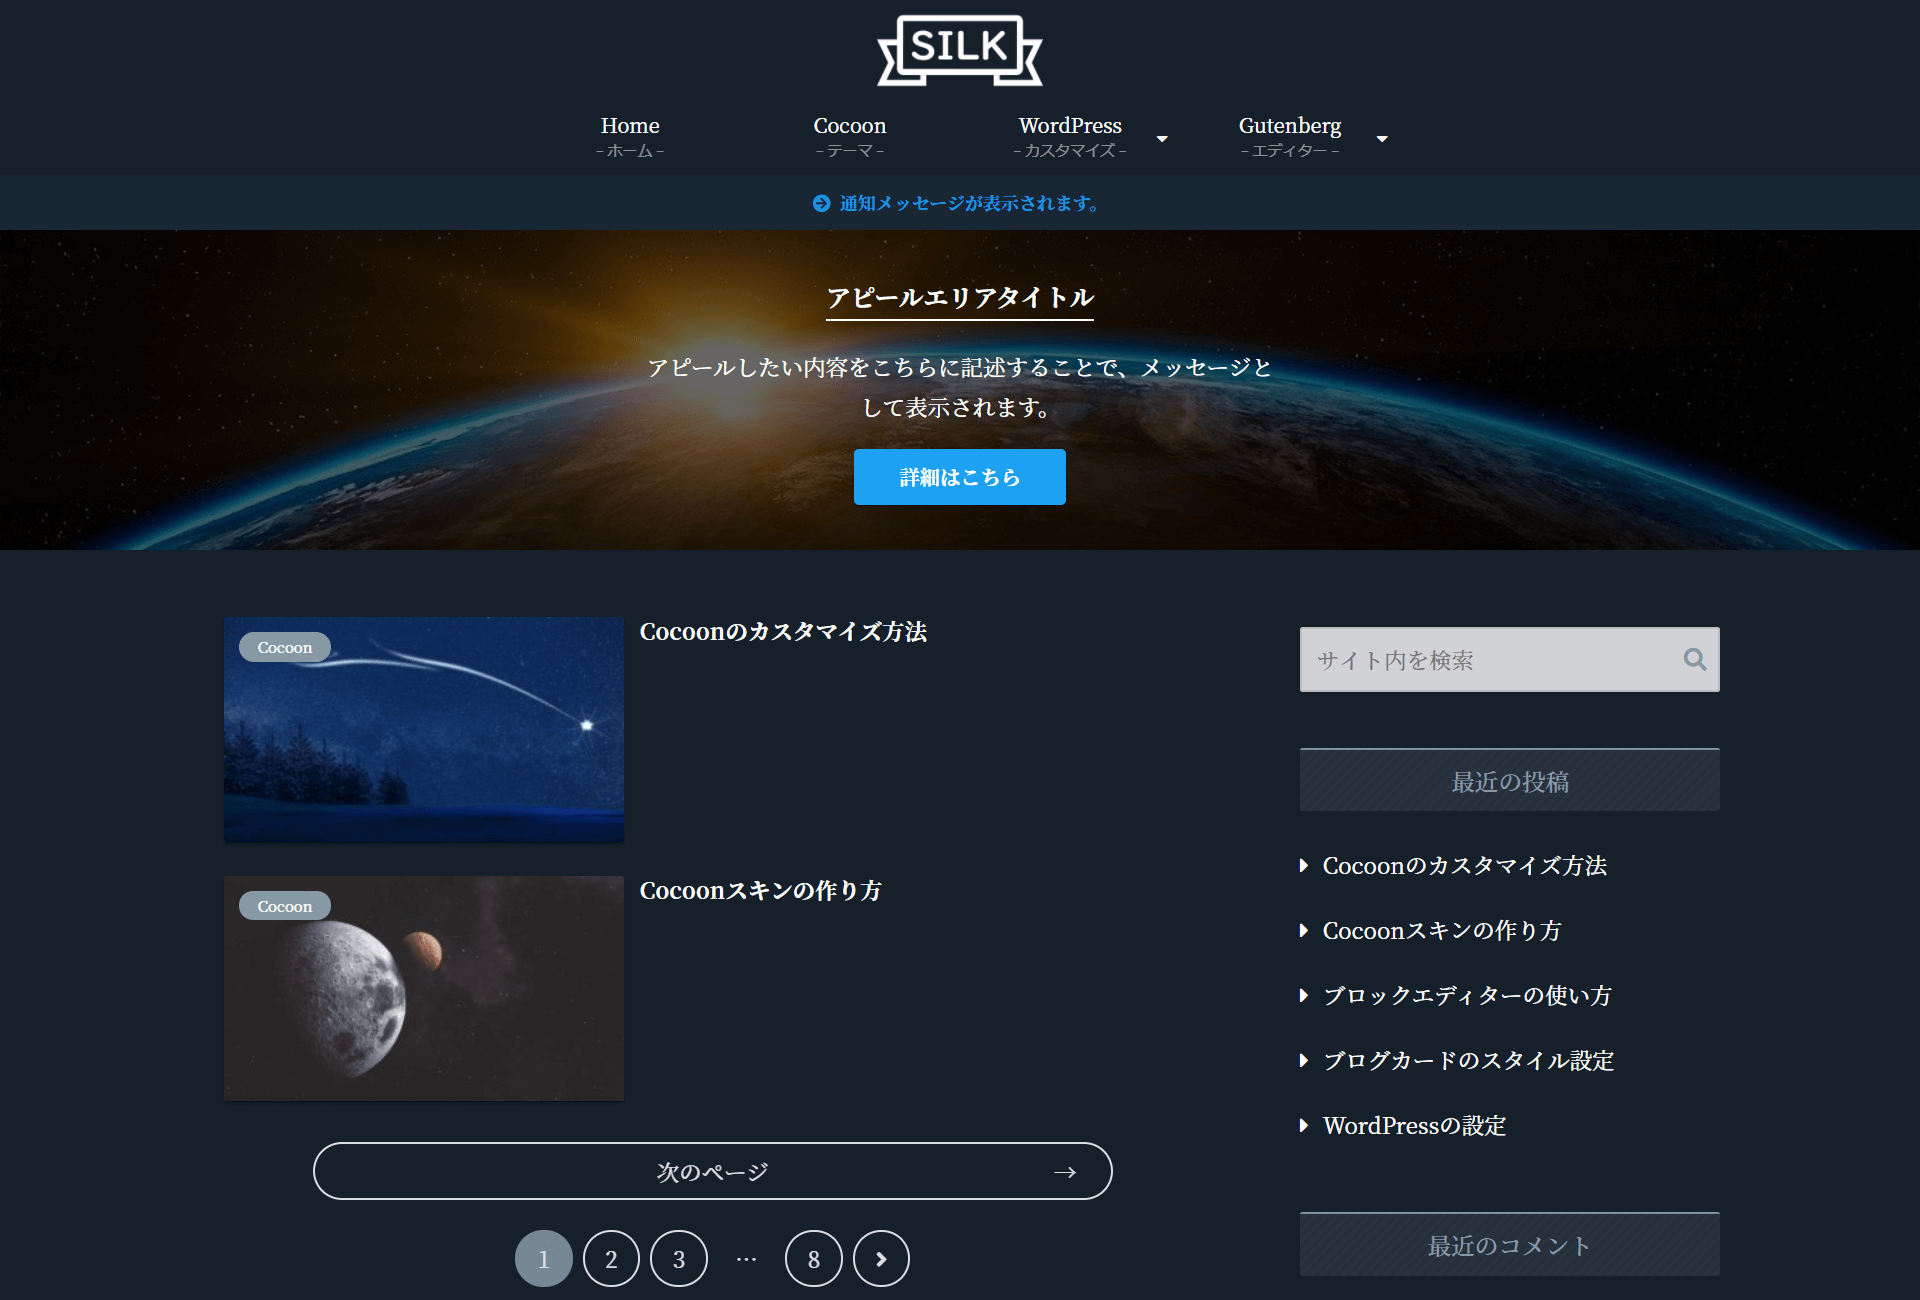 SILK
Home
– ホーム –
Cocoon
– テーマ –
WordPress
– カスタマイズ –
Gutenberg
– エディター –
通知メッセージが表示されます。
アピールエリアタイトル
アピールしたい内容をこちらに記述することで、メッセージと
して表示されます。
詳細はこちら
Cocoon
Cocoonのカスタマイズ方法
Cocoon
Cocoonスキンの作り方
次のページ →
1 2 3 … 8
サイト内を検索
最近の投稿
Cocoonのカスタマイズ方法
Cocoonスキンの作り方
ブロックエディターの使い方
ブログカードのスタイル設定
WordPressの設定
最近のコメント